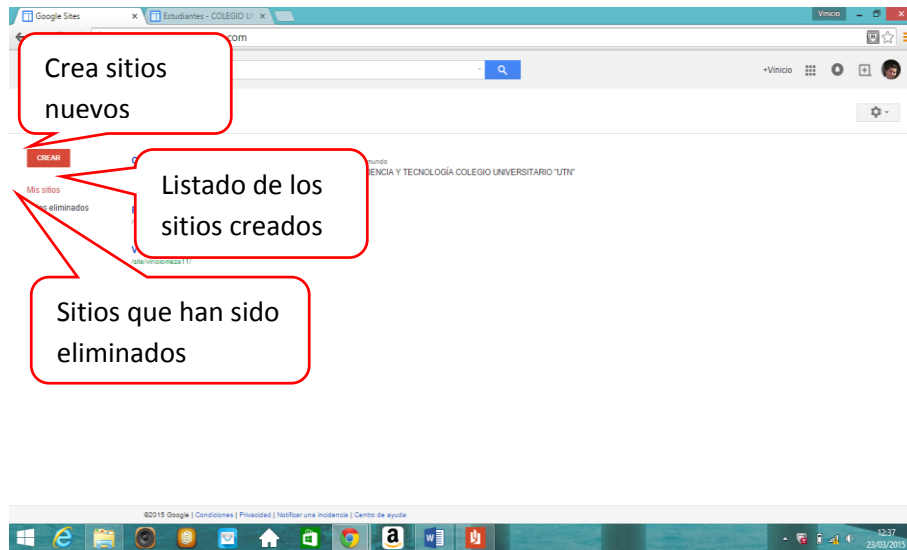 Google Sites
Estudiantes - COLEGIO U
Vinicio
com
Crea sitios
nuevos
+Vinicio
CREAR
mundo
ENCIA Y TECNOLOGÍA COLEGIO UNIVERSITARIO "UTN"
Listado de los
sitios creados
Mis sitios
eliminados
/site/viniciomeza11/
Sitios que han sido
eliminados
©2015 Google | Condiciones | Privacidad | Notificar una incidencia | Centro de ayuda
12:37
23/03/2015